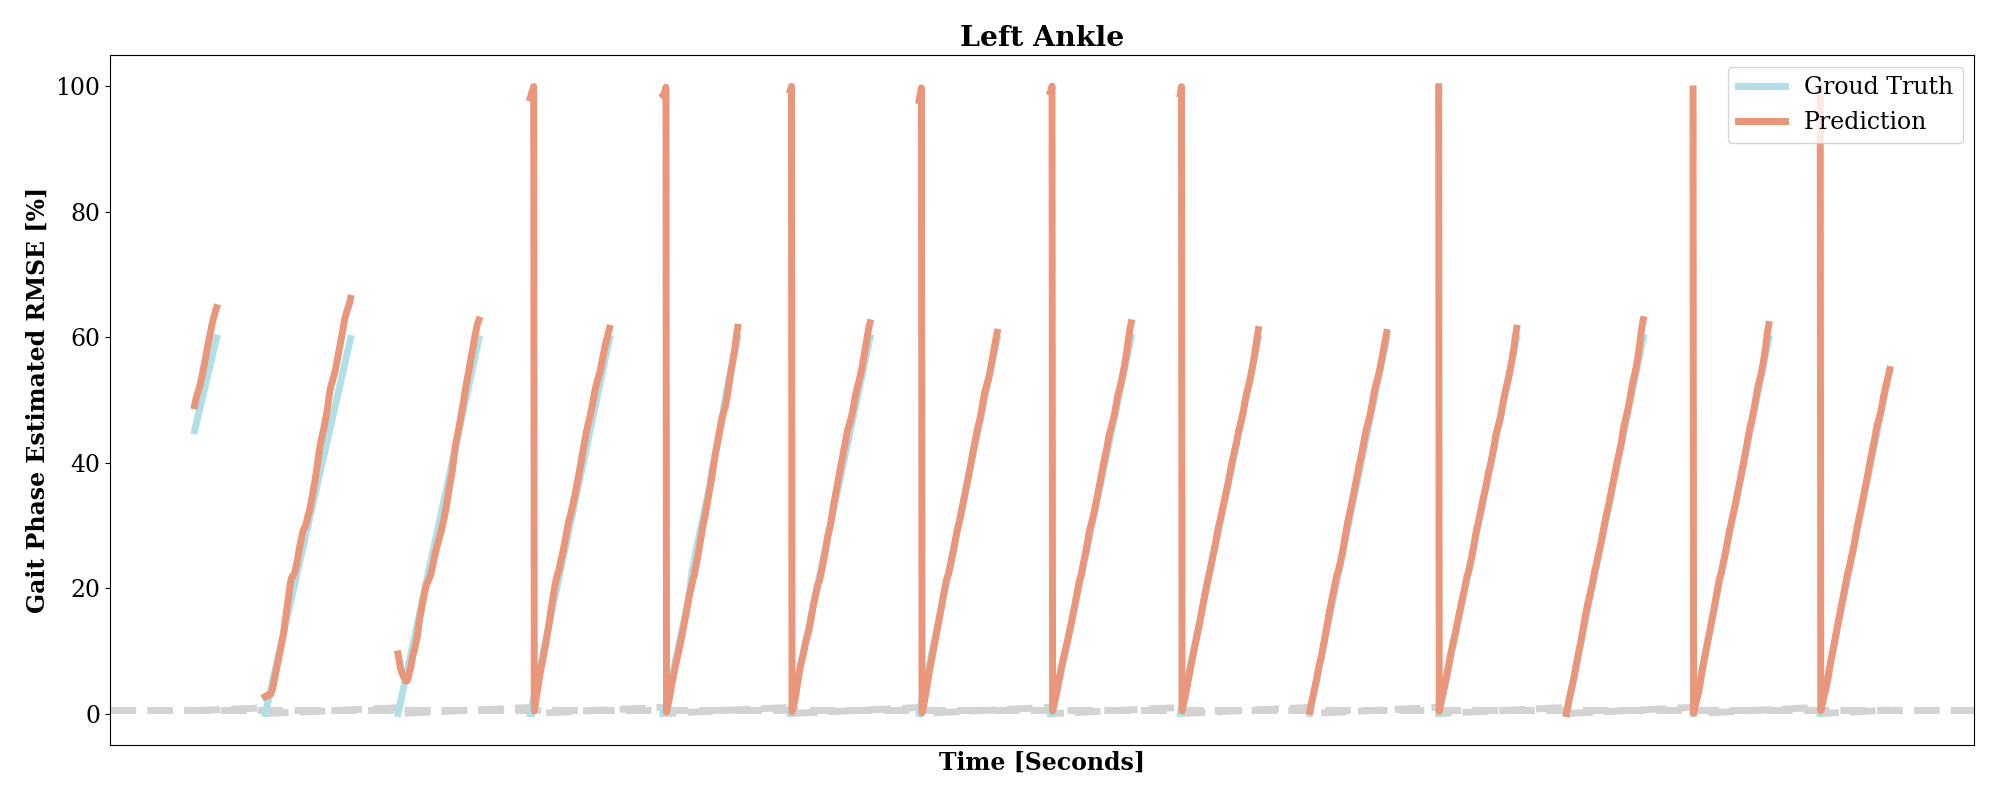 Left Ankle
Gait Phase Estimated RMSE [%]
100
80
60
40
20
0
Groud Truth
Prediction
Time [Seconds]